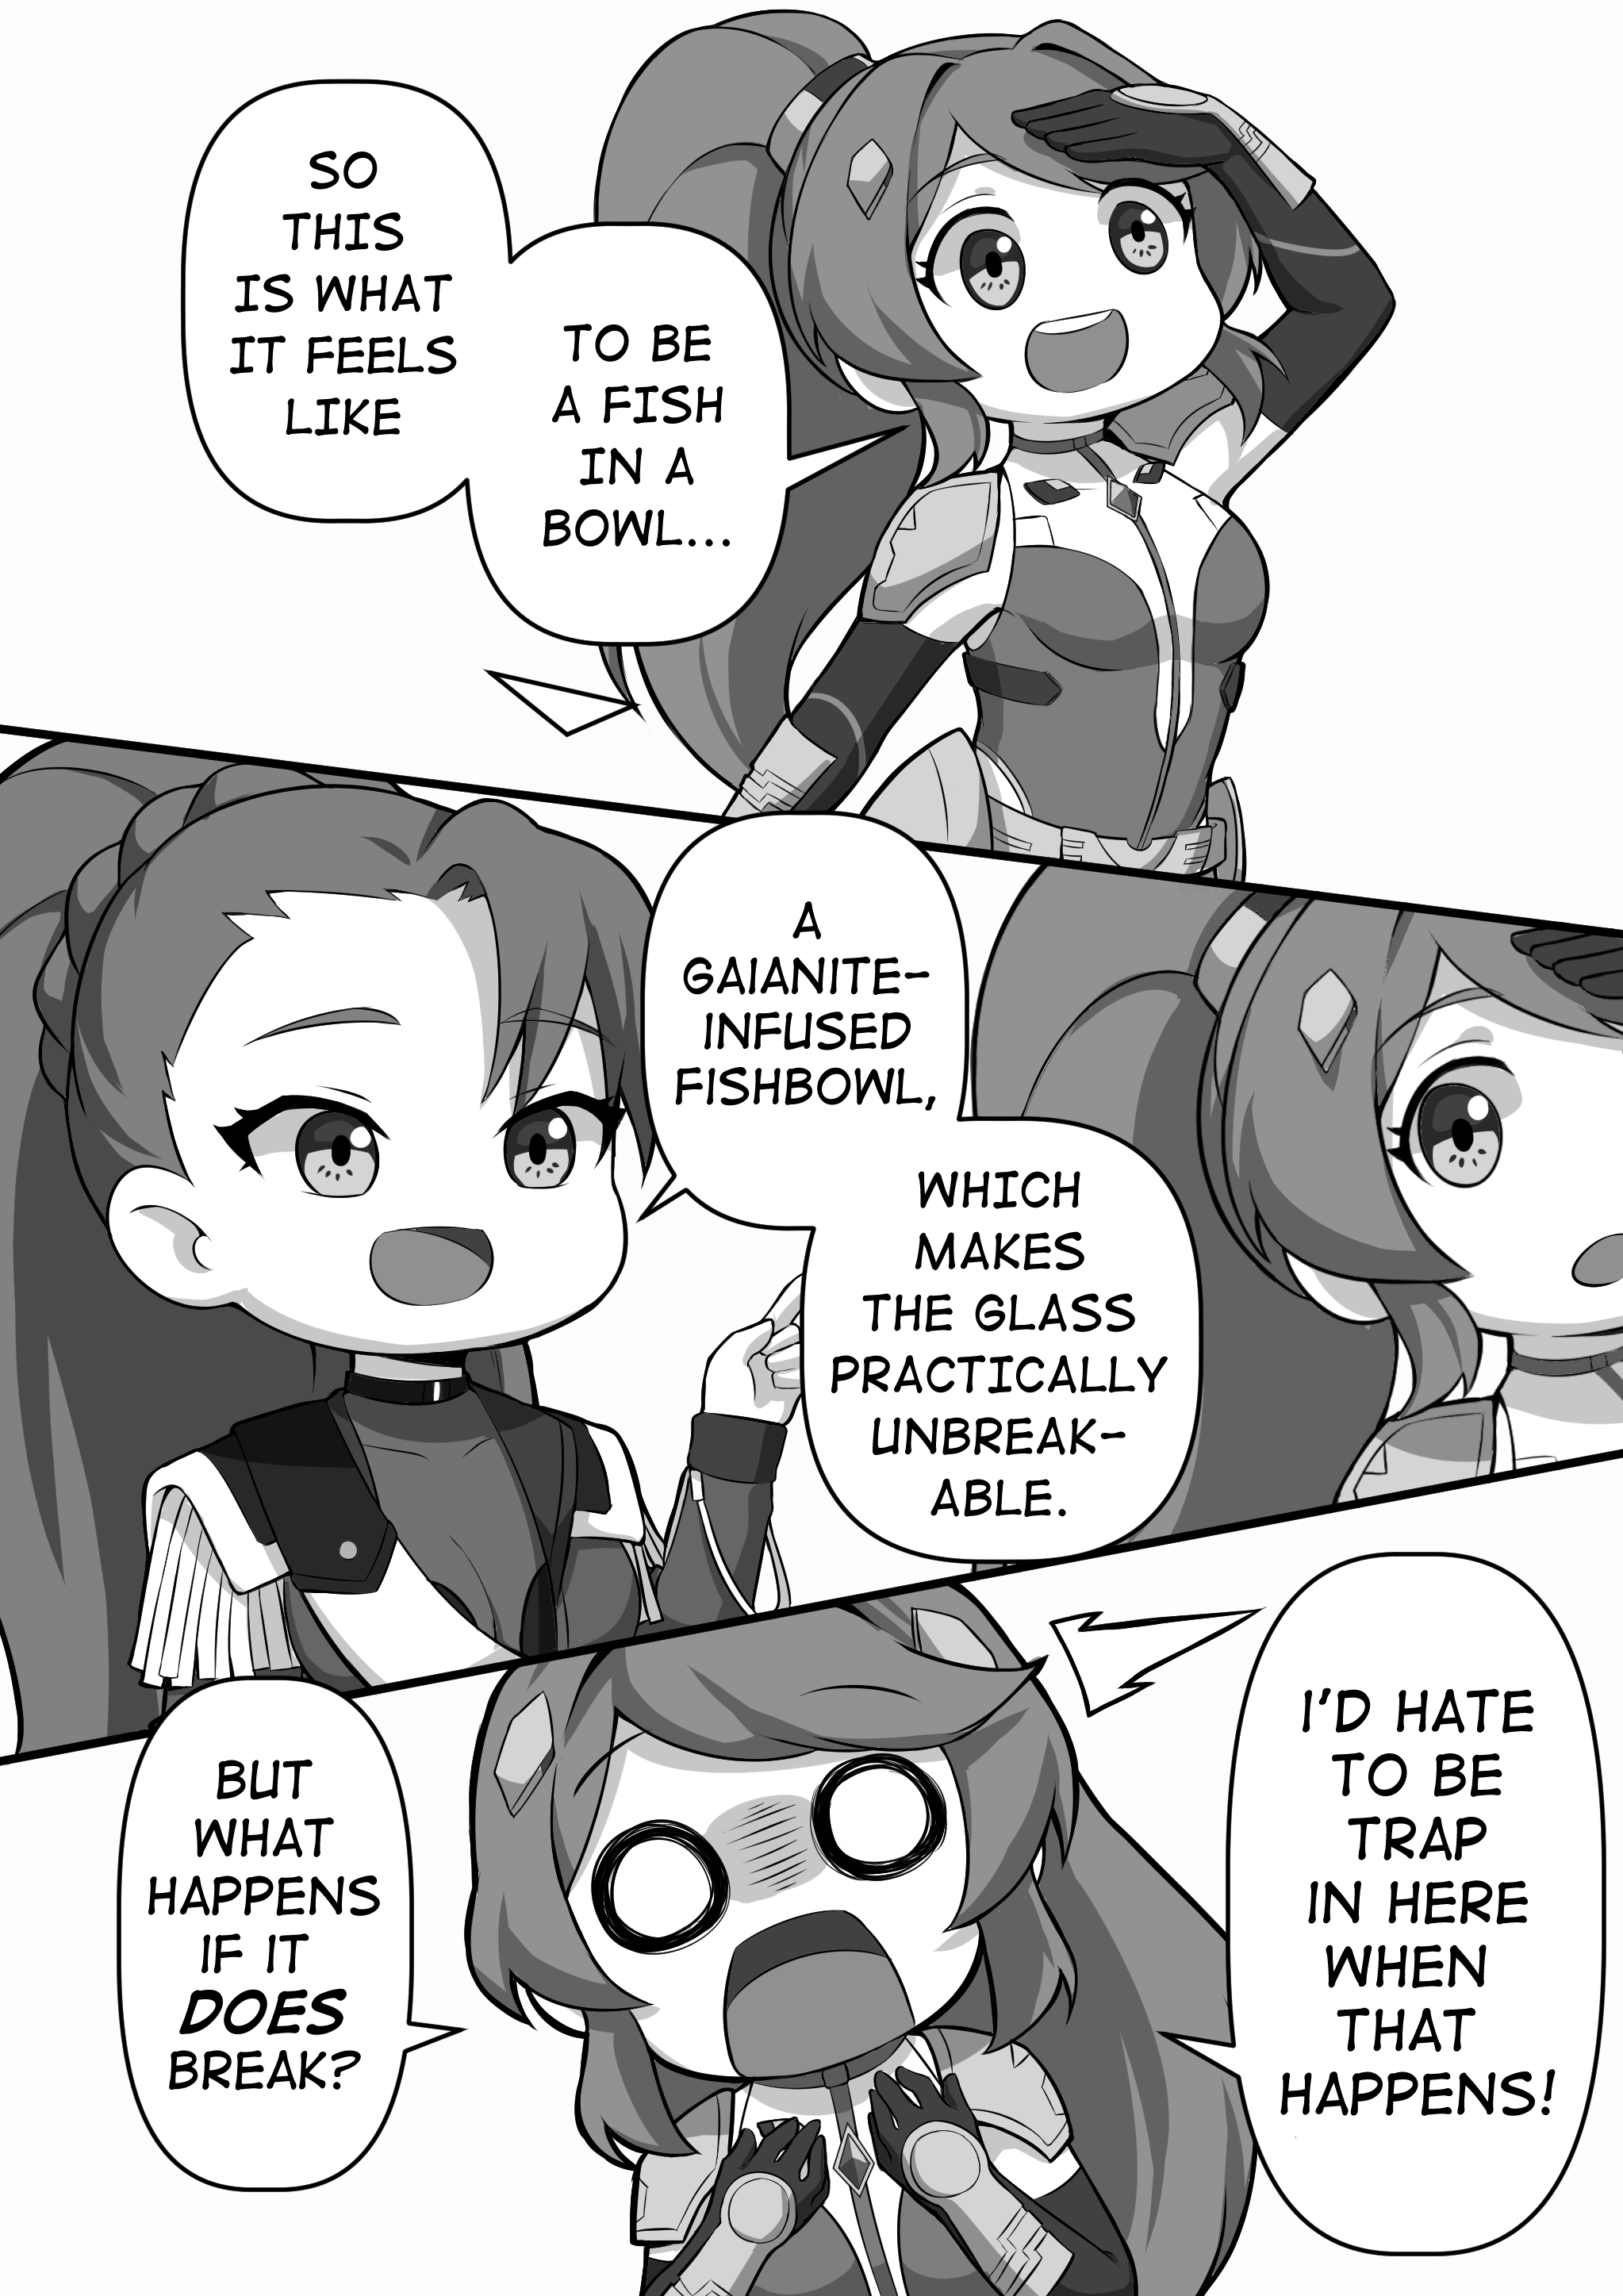 SO
THIS
IS WHAT
IT FEELS
LIKE
TO BE
A FISH
IN A
BOWL...
A
GAIANITE-
INFUSED
FISHBOWL,
WHICH
MAKES
THE GLASS
PRACTICALLY
UNBREAK-
ABLE.
BUT
WHAT
HAPPENS
IF IT
DOES
BREAK?
I'D HATE
TO BE
TRAP
IN HERE
WHEN
THAT
HAPPENS!